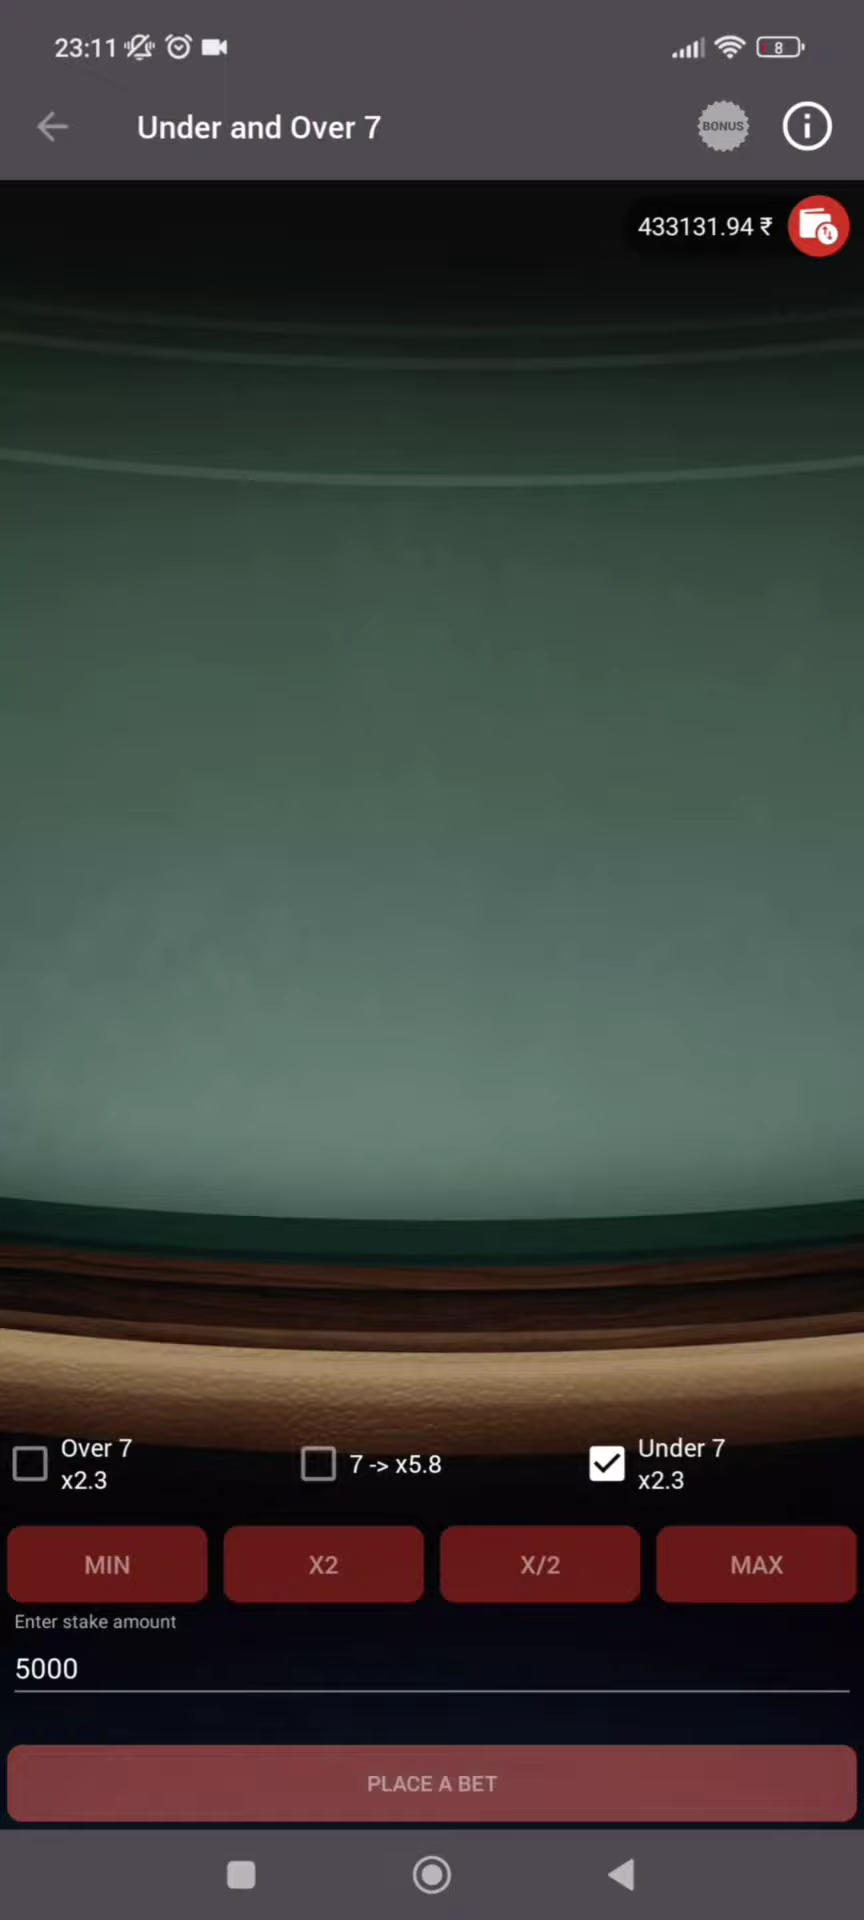 23:11
8
Under and Over 7
BONUS
433131.94 ₹
Over 7
x2.3
7 -> x5.8
Under 7
x2.3
MIN
X2
X/2
MAX
Enter stake amount
5000
PLACE A BET